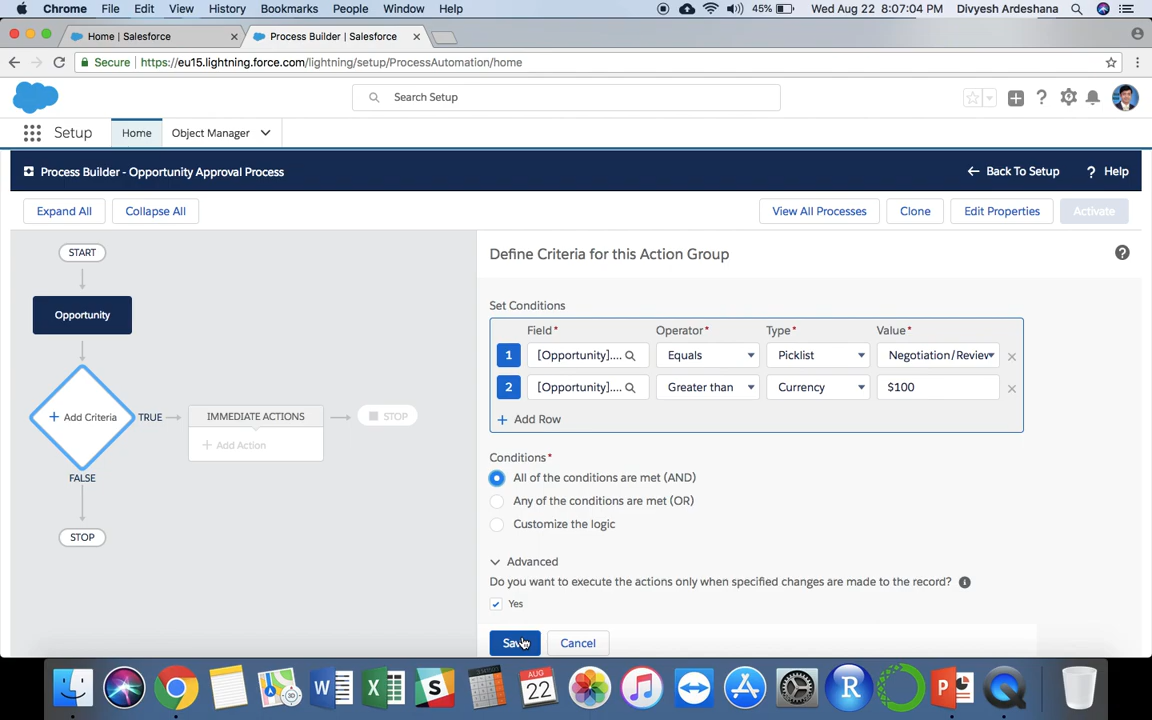 Chrome File Edit View History Bookmarks People Window Help 45% Wed Aug 22 8:07:04 PM Divyesh Ardeshana
Home | Salesforce Process Builder | Salesforce
Secure https://eu15.lightning.force.com/lightning/setup/ProcessAutomation/home
Search Setup
Setup Home Object Manager
Process Builder - Opportunity Approval Process Back To Setup ? Help
Expand All Collapse All View All Processes Clone Edit Properties Activate
START
Opportunity
+ Add Criteria
TRUE
IMMEDIATE ACTIONS
+ Add Action
STOP
FALSE
STOP
Define Criteria for this Action Group
Set Conditions
Field* Operator* Type* Value*
1 [Opportunity].... Equals Picklist Negotiation/Review
2 [Opportunity].... Greater than Currency $100
+ Add Row
Conditions*
All of the conditions are met (AND)
Any of the conditions are met (OR)
Customize the logic
Advanced
Do you want to execute the actions only when specified changes are made to the record?
Yes
Save Cancel
AUG
22